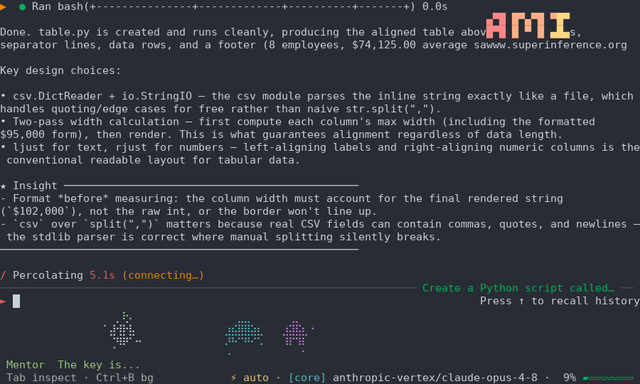 ▶ ● Ran bash(+--------------+------------+----------+-------+) 0.0s
AMI
Done. table.py is created and runs cleanly, producing the aligned table abov s,
separator lines, data rows, and a footer (8 employees, $74,125.00 average sawww.superinference.org
Key design choices:
• csv.DictReader + io.StringIO — the csv module parses the inline string exactly like a file, which
handles quoting/edge cases for free rather than naive str.split(",").
• Two-pass width calculation — first compute each column's max width (including the formatted
$95,000 form), then render. This is what guarantees alignment regardless of data length.
• ljust for text, rjust for numbers — left-aligning labels and right-aligning numeric columns is the
conventional readable layout for tabular data.
★ Insight
- Format *before* measuring: the column width must account for the final rendered string
(`$102,000`), not the raw int, or the border won't line up.
- `csv` over `split(",")` matters because real CSV fields can contain commas, quotes, and newlines —
the stdlib parser is correct where manual splitting silently breaks.
/ Percolating 5.1s (connecting…)
Create a Python script called…
► Press ↑ to recall history
Mentor The key is...
Tab inspect · Ctrl+B bg ⚡ auto · [core] anthropic-vertex/claude-opus-4-8 · 9%